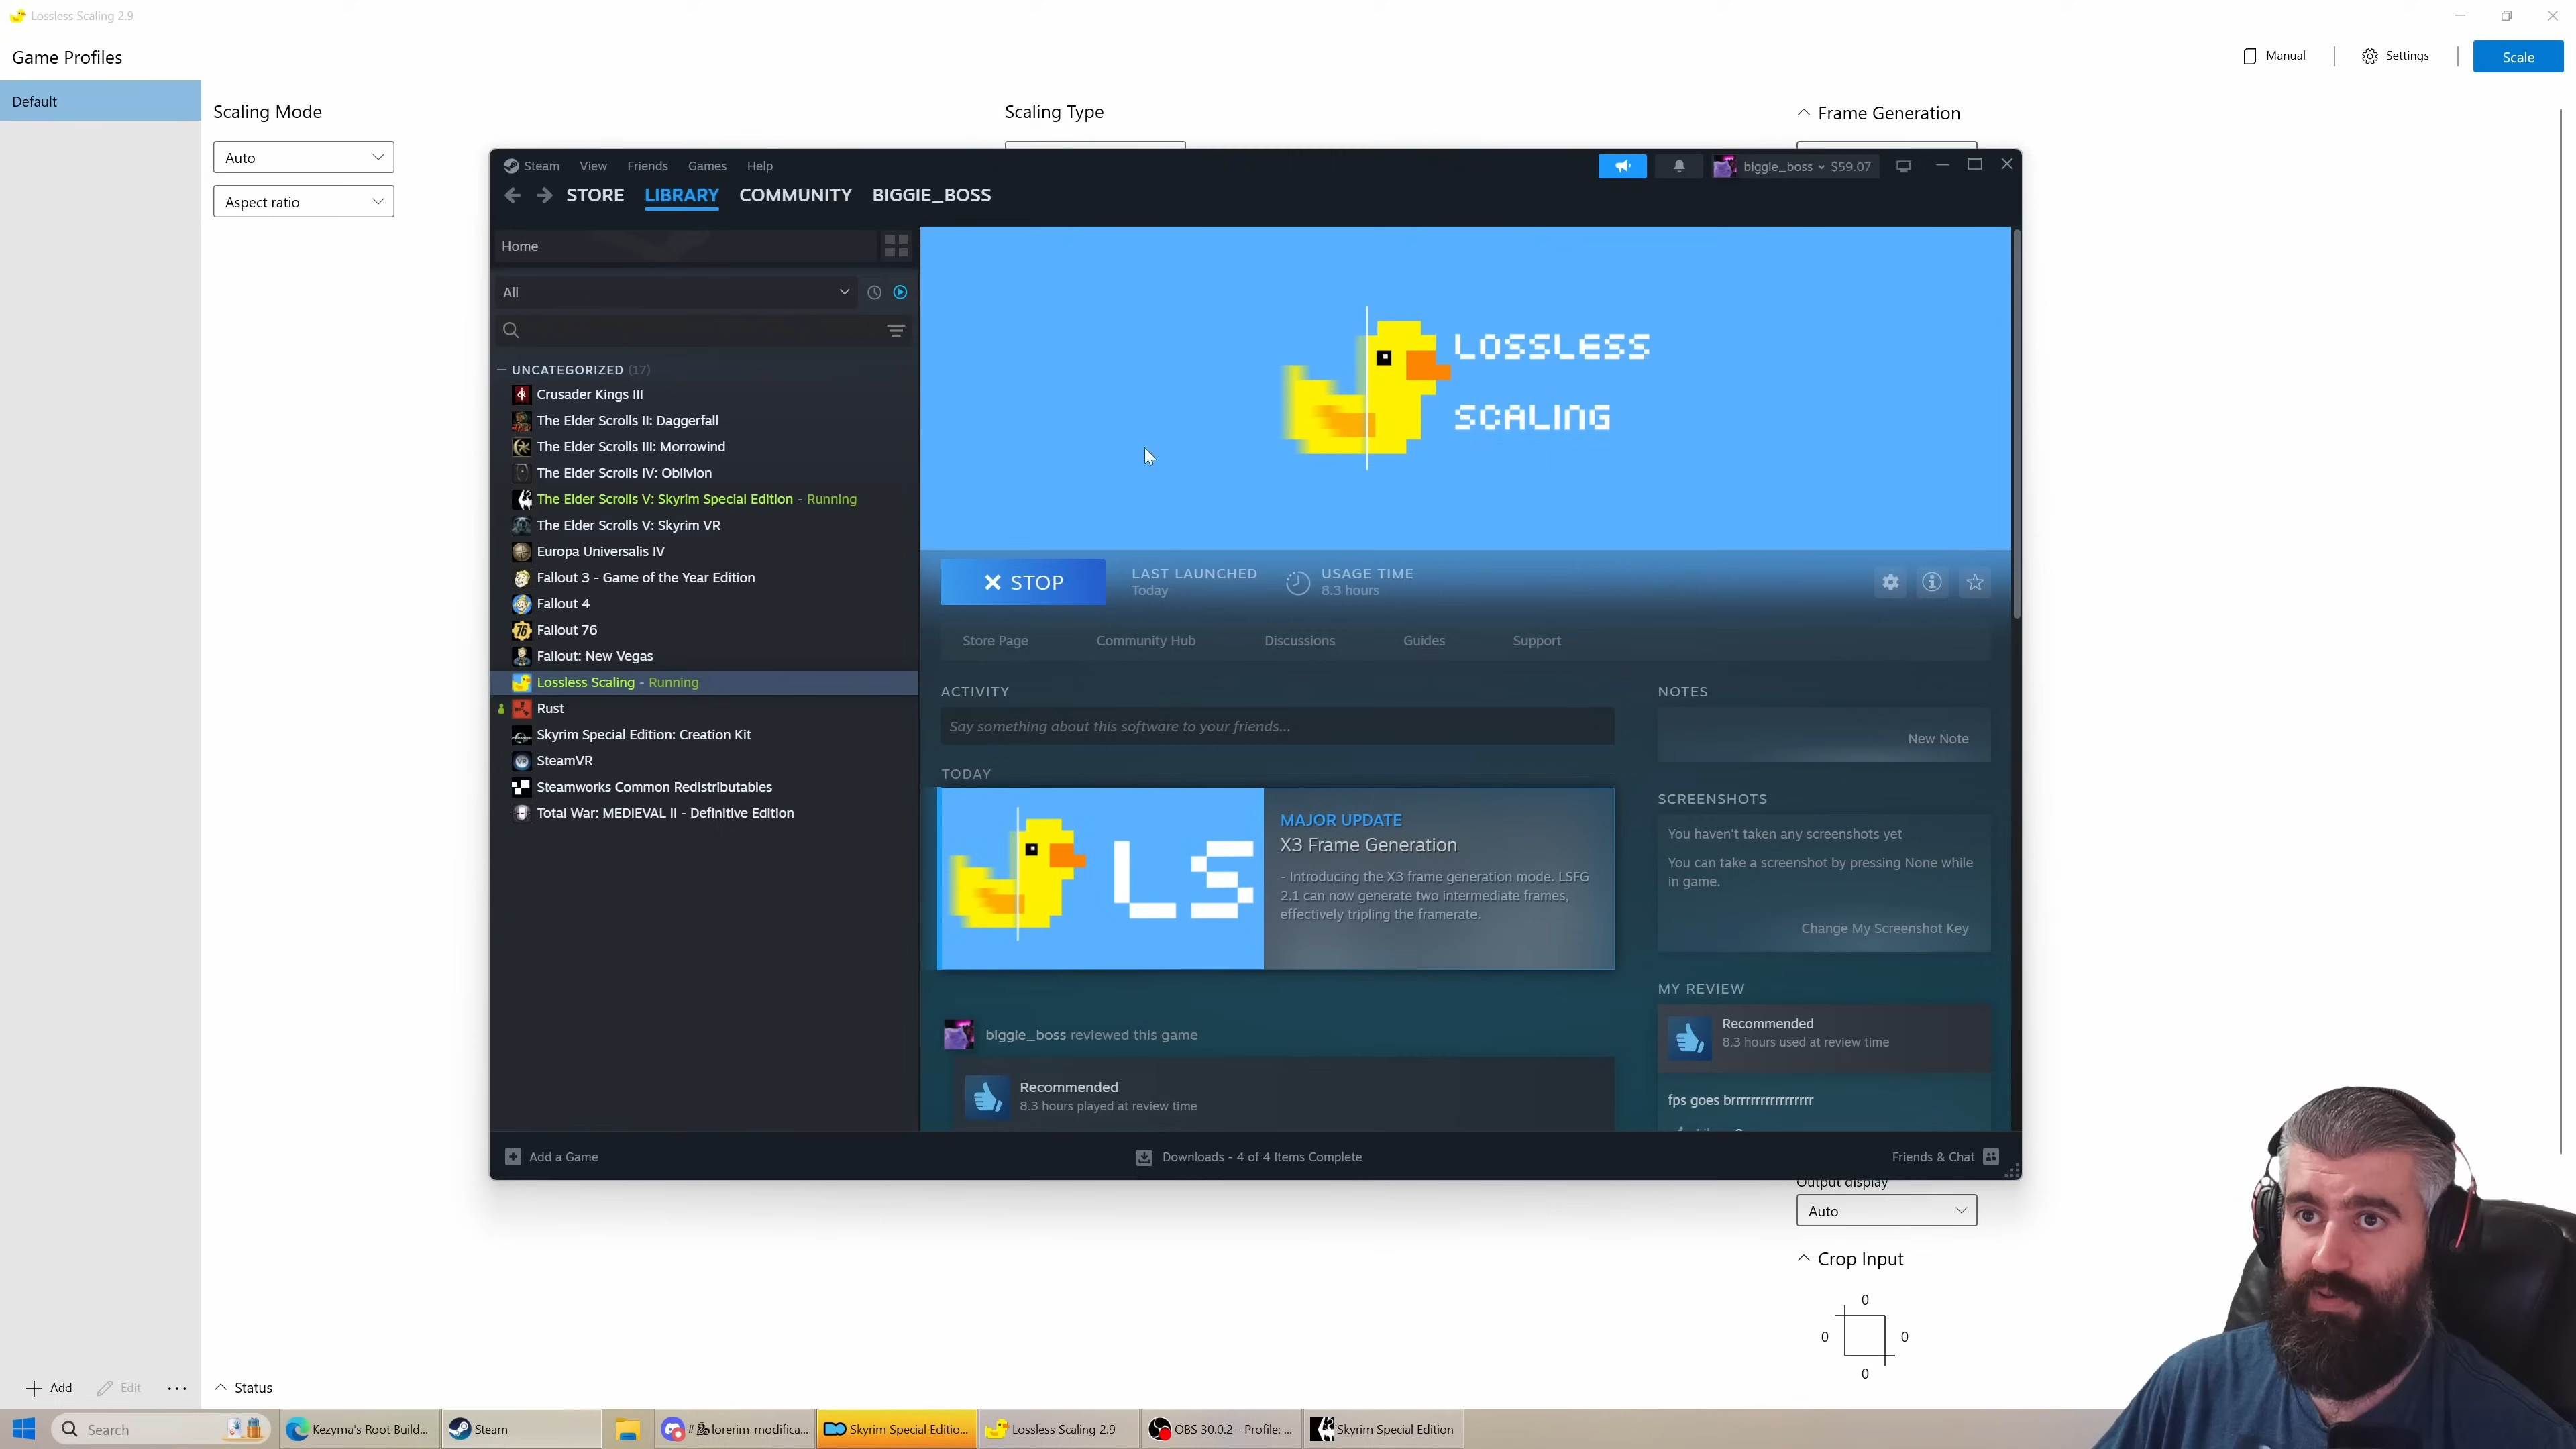 Lossless Scaling 2.9
Game Profiles
Manual
Settings
Scale
Default
Scaling Mode
Scaling Type
Frame Generation
Auto
Aspect ratio
Steam View Friends Games Help
biggie_boss $59.07
STORE LIBRARY COMMUNITY BIGGIE_BOSS
Home
All
UNCATEGORIZED (17)
Crusader Kings III
The Elder Scrolls II: Daggerfall
The Elder Scrolls III: Morrowind
The Elder Scrolls IV: Oblivion
The Elder Scrolls V: Skyrim Special Edition - Running
The Elder Scrolls V: Skyrim VR
Europa Universalis IV
Fallout 3 - Game of the Year Edition
Fallout 4
Fallout 76
Fallout: New Vegas
Lossless Scaling - Running
Rust
Skyrim Special Edition: Creation Kit
SteamVR
Steamworks Common Redistributables
Total War: MEDIEVAL II - Definitive Edition
LOSSLESS
SCALING
STOP
LAST LAUNCHED
Today
USAGE TIME
8.3 hours
Store Page Community Hub Discussions Guides Support
ACTIVITY
Say something about this software to your friends...
TODAY
LS
MAJOR UPDATE
X3 Frame Generation
- Introducing the X3 frame generation mode. LSFG
2.1 can now generate two intermediate frames,
effectively tripling the framerate.
biggie_boss reviewed this game
Recommended
8.3 hours played at review time
NOTES
New Note
SCREENSHOTS
You haven't taken any screenshots yet
You can take a screenshot by pressing None while
in game.
Change My Screenshot Key
MY REVIEW
Recommended
8.3 hours used at review time
fps goes brrrrrrrrrrrrrrrr
Add a Game
Downloads - 4 of 4 Items Complete
Friends & Chat
Output display
Auto
Crop Input
0
0 0
0
Add Edit
Status
Search
Kezyma's Root Build...
Steam
lorerim-modifica...
Skyrim Special Editio...
Lossless Scaling 2.9
OBS 30.0.2 - Profile: ...
Skyrim Special Edition